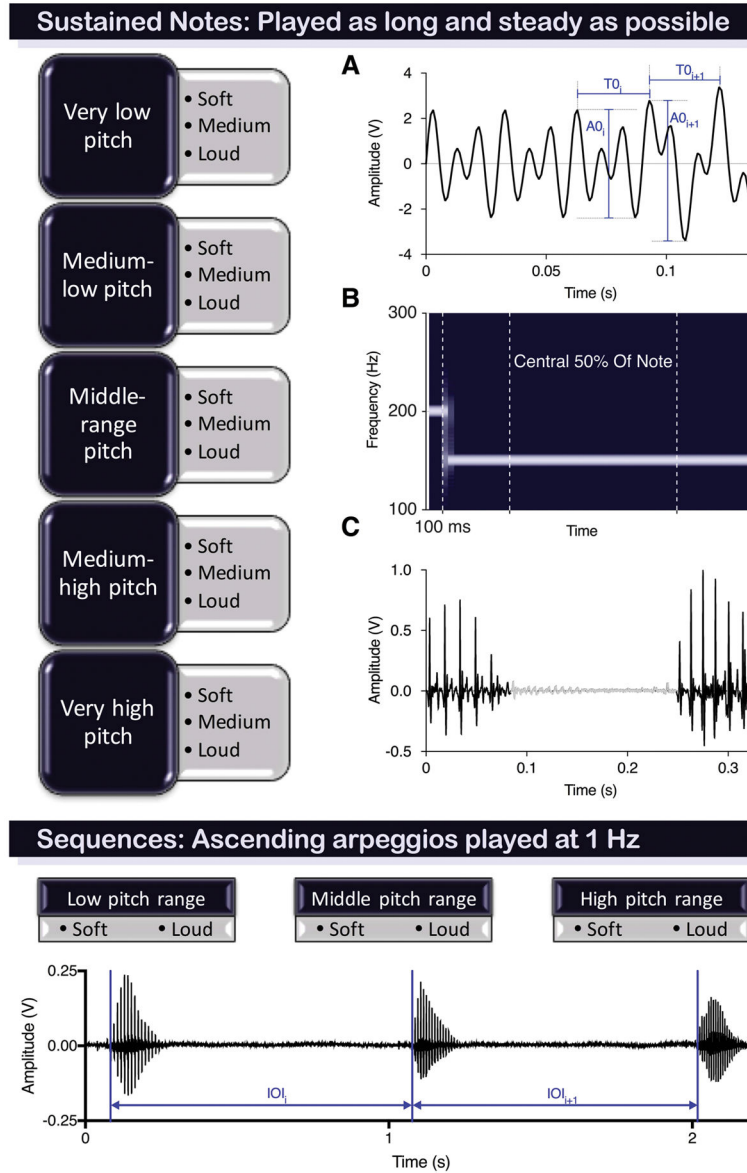 Sustained Notes: Played as long and steady as possible
Very low
pitch
• Soft
• Medium
• Loud
Medium-
low pitch
• Soft
• Medium
• Loud
Middle-
range
pitch
• Soft
• Medium
• Loud
Medium-
high pitch
• Soft
• Medium
• Loud
Very high
pitch
• Soft
• Medium
• Loud
A
Amplitude (V)
4
2
0
-2
-4
T0i
T0i+1
A0i
A0i+1
0
0.05
0.1
Time (s)
B
Frequency (Hz)
300
200
100
Central 50% Of Note
100 ms
Time
C
Amplitude (V)
1.0
0.5
0.0
-0.5
0
0.1
0.2
0.3
Time (s)
Sequences: Ascending arpeggios played at 1 Hz
Low pitch range
• Soft • Loud
Middle pitch range
• Soft • Loud
High pitch range
• Soft • Loud
Amplitude (V)
0.25
0.00
-0.25
IOIi
IOIi+1
0
1
2
Time (s)